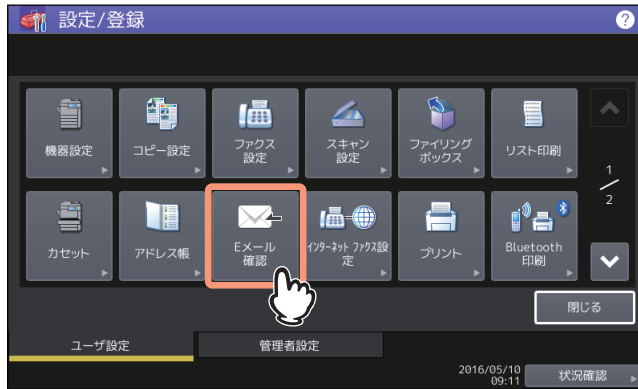 設定/登録
?
機器設定
コピー設定
ファクス
設定
スキャン
設定
ファイリング
ボックス
リスト印刷
1
2
カセット
アドレス帳
Eメール
確認
インターネット ファクス設
定
プリント
Bluetooth
印刷
閉じる
ユーザ設定
管理者設定
2016/05/10
09:11
状況確認